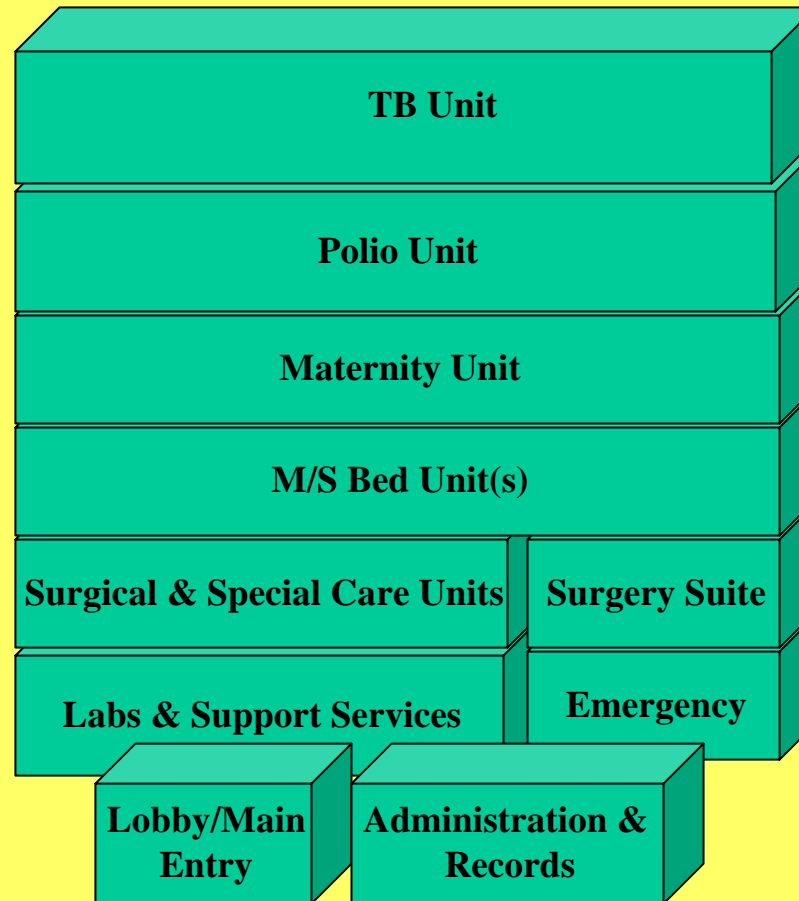 TB Unit
Polio Unit
Maternity Unit
M/S Bed Unit(s)
Surgical & Special Care Units
Surgery Suite
Labs & Support Services
Emergency
Lobby/Main
Entry
Administration &
Records